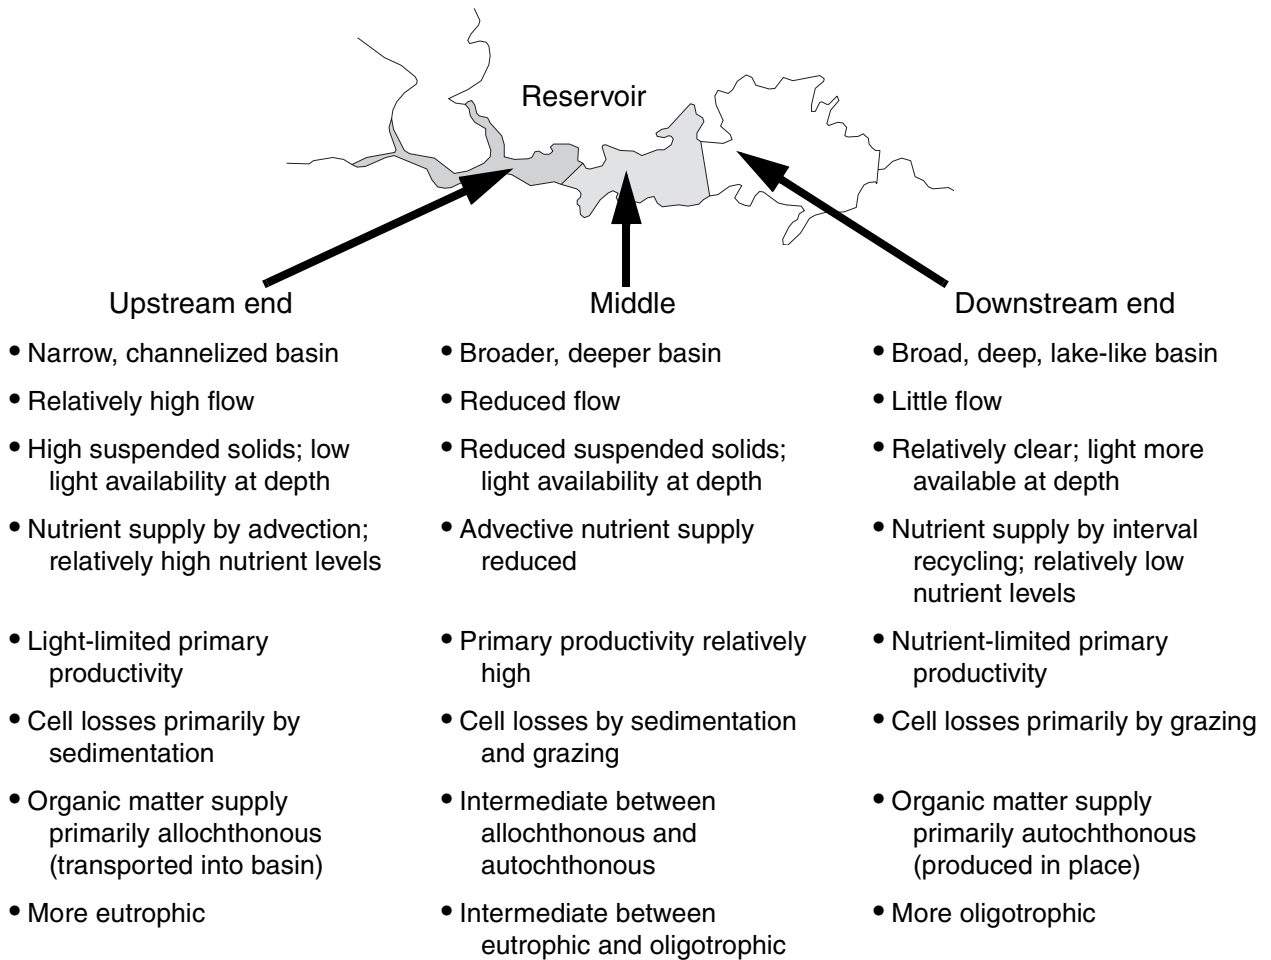 Reservoir
Upstream end
• Narrow, channelized basin
• Relatively high flow
• High suspended solids; low
light availability at depth
• Nutrient supply by advection;
relatively high nutrient levels
• Light-limited primary
productivity
• Cell losses primarily by
sedimentation
• Organic matter supply
primarily allochthonous
(transported into basin)
• More eutrophic
Middle
• Broader, deeper basin
• Reduced flow
• Reduced suspended solids;
light availability at depth
• Advective nutrient supply
reduced
• Primary productivity relatively
high
• Cell losses by sedimentation
and grazing
• Intermediate between
allochthonous and
autochthonous
• Intermediate between
eutrophic and oligotrophic
Downstream end
• Broad, deep, lake-like basin
• Little flow
• Relatively clear; light more
available at depth
• Nutrient supply by interval
recycling; relatively low
nutrient levels
• Nutrient-limited primary
productivity
• Cell losses primarily by grazing
• Organic matter supply
primarily autochthonous
(produced in place)
• More oligotrophic